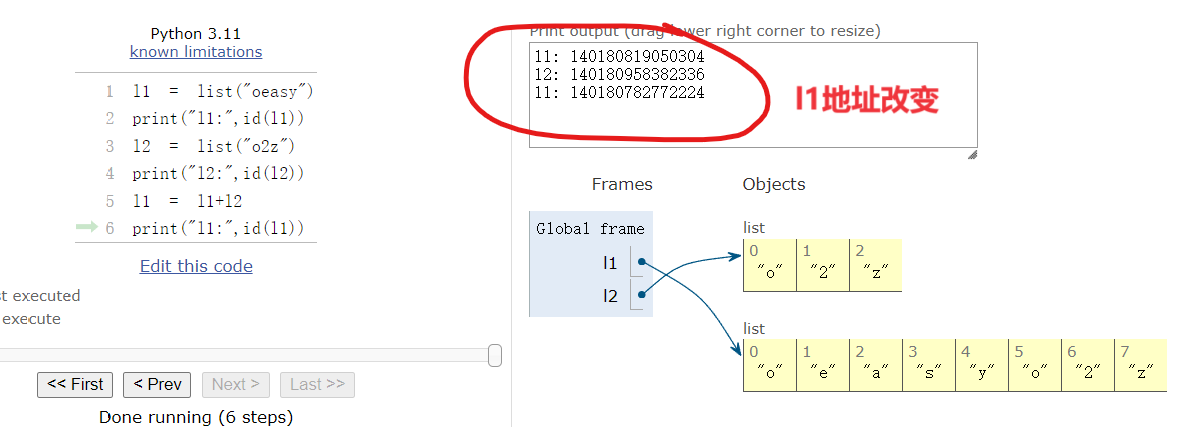 Python 3.11
known limitations
1 l1 = list("oeasy")
2 print("l1:",id(l1))
3 l2 = list("o2z")
4 print("l2:",id(l2))
5 l1 = l1+l2
6 print("l1:",id(l1))
Edit this code
st executed
execute
<< First < Prev Next > Last >>
Done running (6 steps)
Print output (drag lower right corner to resize)
l1: 140180819050304
l2: 140180958382336
l1: 140180782772224
l1地址改变
Frames Objects
Global frame
l1
l2
list
0 1 2
"o" "2" "z"
list
0 1 2 3 4 5 6 7
"o" "e" "a" "s" "y" "o" "2" "z"